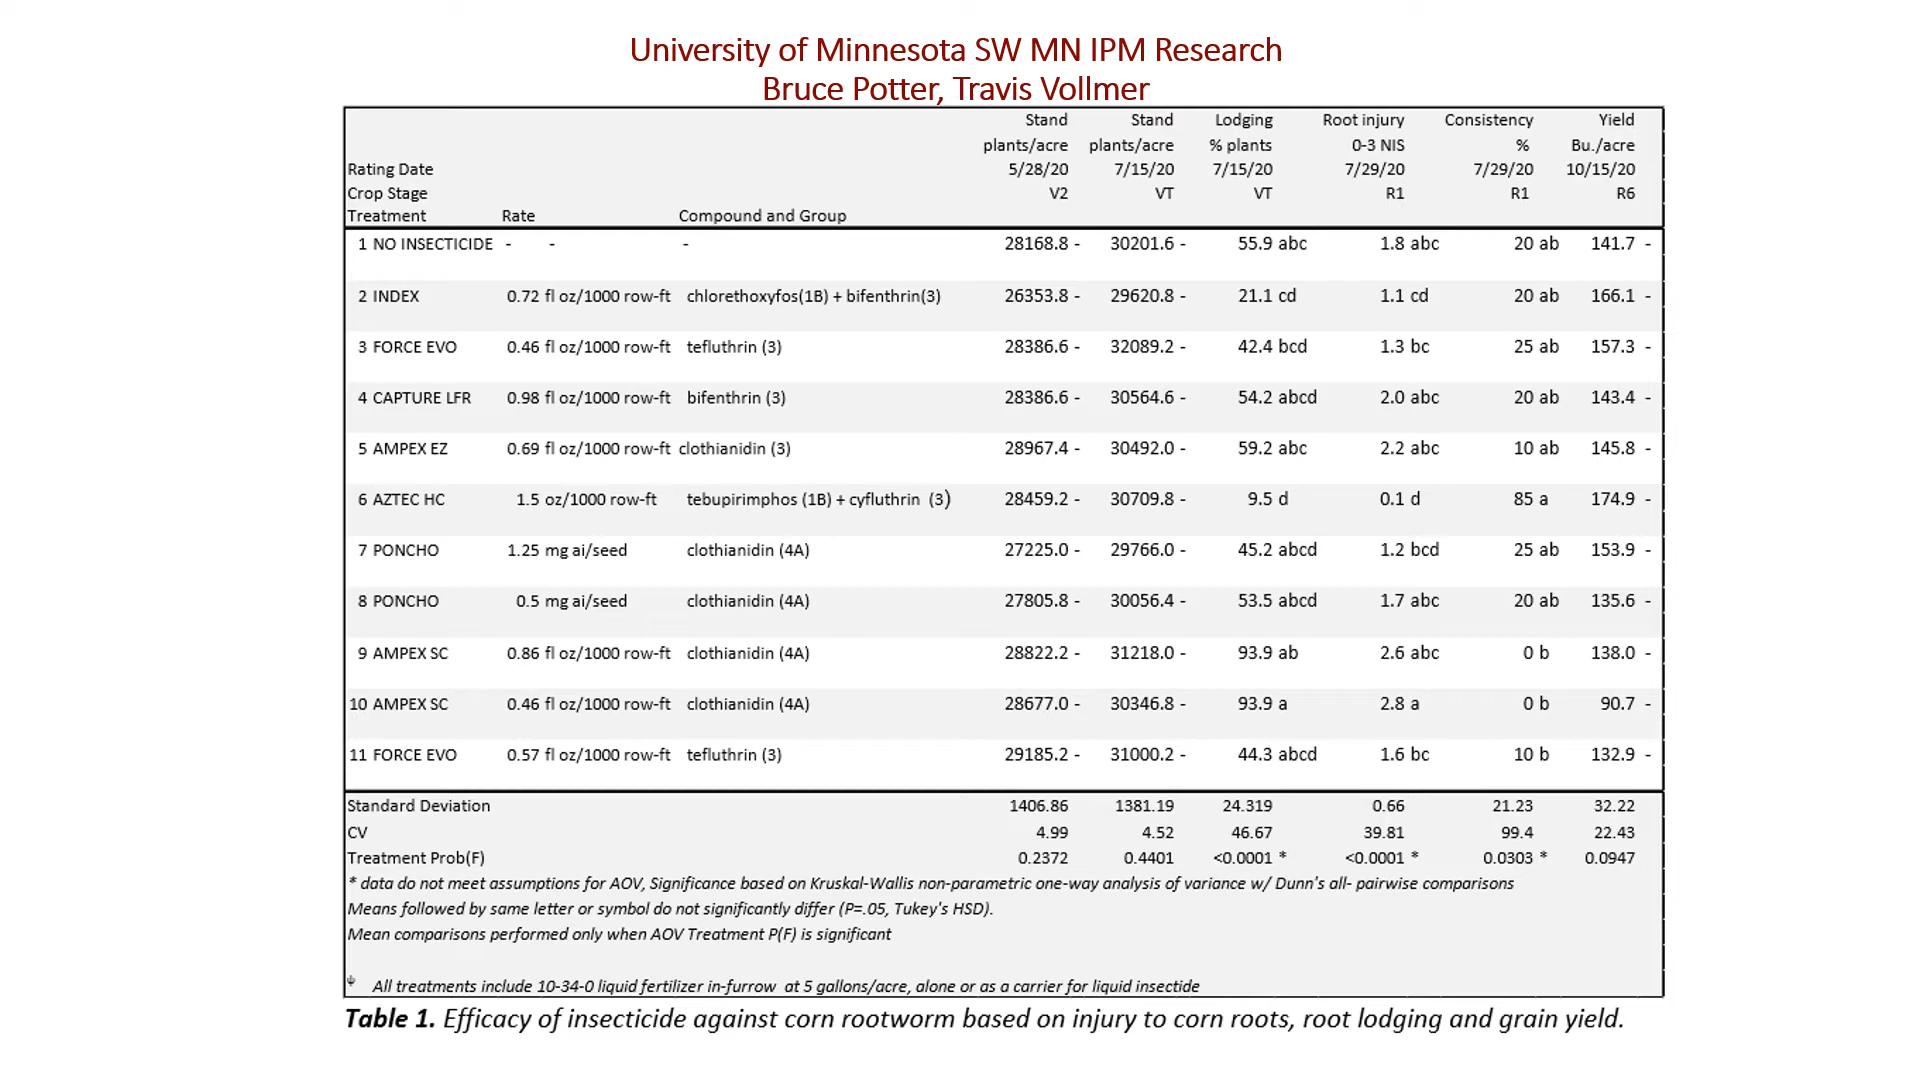 University of Minnesota SW MN IPM Research
Bruce Potter, Travis Vollmer
Stand Stand Lodging Root injury Consistency Yield
plants/acre plants/acre % plants 0-3 NIS % Bu./acre
Rating Date 5/28/20 7/15/20 7/15/20 7/29/20 7/29/20 10/15/20
Crop Stage V2 VT VT R1 R1 R6
Treatment Rate Compound and Group
1 NO INSECTICIDE - - - 28168.8 - 30201.6 - 55.9 abc 1.8 abc 20 ab 141.7 -
2 INDEX 0.72 fl oz/1000 row-ft chlorethoxyfos(1B) + bifenthrin(3) 26353.8 - 29620.8 - 21.1 cd 1.1 cd 20 ab 166.1 -
3 FORCE EVO 0.46 fl oz/1000 row-ft tefluthrin (3) 28386.6 - 32089.2 - 42.4 bcd 1.3 bc 25 ab 157.3 -
4 CAPTURE LFR 0.98 fl oz/1000 row-ft bifenthrin (3) 28386.6 - 30564.6 - 54.2 abcd 2.0 abc 20 ab 143.4 -
5 AMPEX EZ 0.69 fl oz/1000 row-ft clothianidin (3) 28967.4 - 30492.0 - 59.2 abc 2.2 abc 10 ab 145.8 -
6 AZTEC HC 1.5 oz/1000 row-ft tebupirimphos (1B) + cyfluthrin (3) 28459.2 - 30709.8 - 9.5 d 0.1 d 85 a 174.9 -
7 PONCHO 1.25 mg ai/seed clothianidin (4A) 27225.0 - 29766.0 - 45.2 abcd 1.2 bcd 25 ab 153.9 -
8 PONCHO 0.5 mg ai/seed clothianidin (4A) 27805.8 - 30056.4 - 53.5 abcd 1.7 abc 20 ab 135.6 -
9 AMPEX SC 0.86 fl oz/1000 row-ft clothianidin (4A) 28822.2 - 31218.0 - 93.9 ab 2.6 abc 0 b 138.0 -
10 AMPEX SC 0.46 fl oz/1000 row-ft clothianidin (4A) 28677.0 - 30346.8 - 93.9 a 2.8 a 0 b 90.7 -
11 FORCE EVO 0.57 fl oz/1000 row-ft tefluthrin (3) 29185.2 - 31000.2 - 44.3 abcd 1.6 bc 10 b 132.9 -
Standard Deviation 1406.86 1381.19 24.319 0.66 21.23 32.22
CV 4.99 4.52 46.67 39.81 99.4 22.43
Treatment Prob(F) 0.2372 0.4401 <0.0001 * <0.0001 * 0.0303 * 0.0947
* data do not meet assumptions for AOV, Significance based on Kruskal-Wallis non-parametric one-way analysis of variance w/ Dunn's all- pairwise comparisons
Means followed by same letter or symbol do not significantly differ (P=.05, Tukey's HSD).
Mean comparisons performed only when AOV Treatment P(F) is significant
ψ All treatments include 10-34-0 liquid fertilizer in-furrow at 5 gallons/acre, alone or as a carrier for liquid insectide
Table 1. Efficacy of insecticide against corn rootworm based on injury to corn roots, root lodging and grain yield.